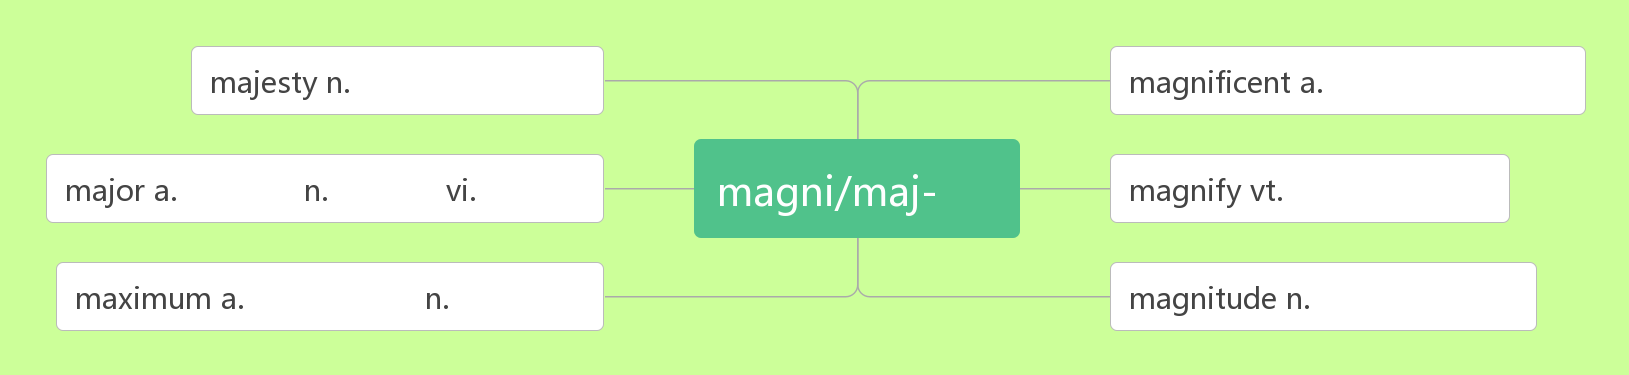 majesty n.
major a. n. vi.
maximum a. n.
magni/maj-
magnificent a.
magnify vt.
magnitude n.